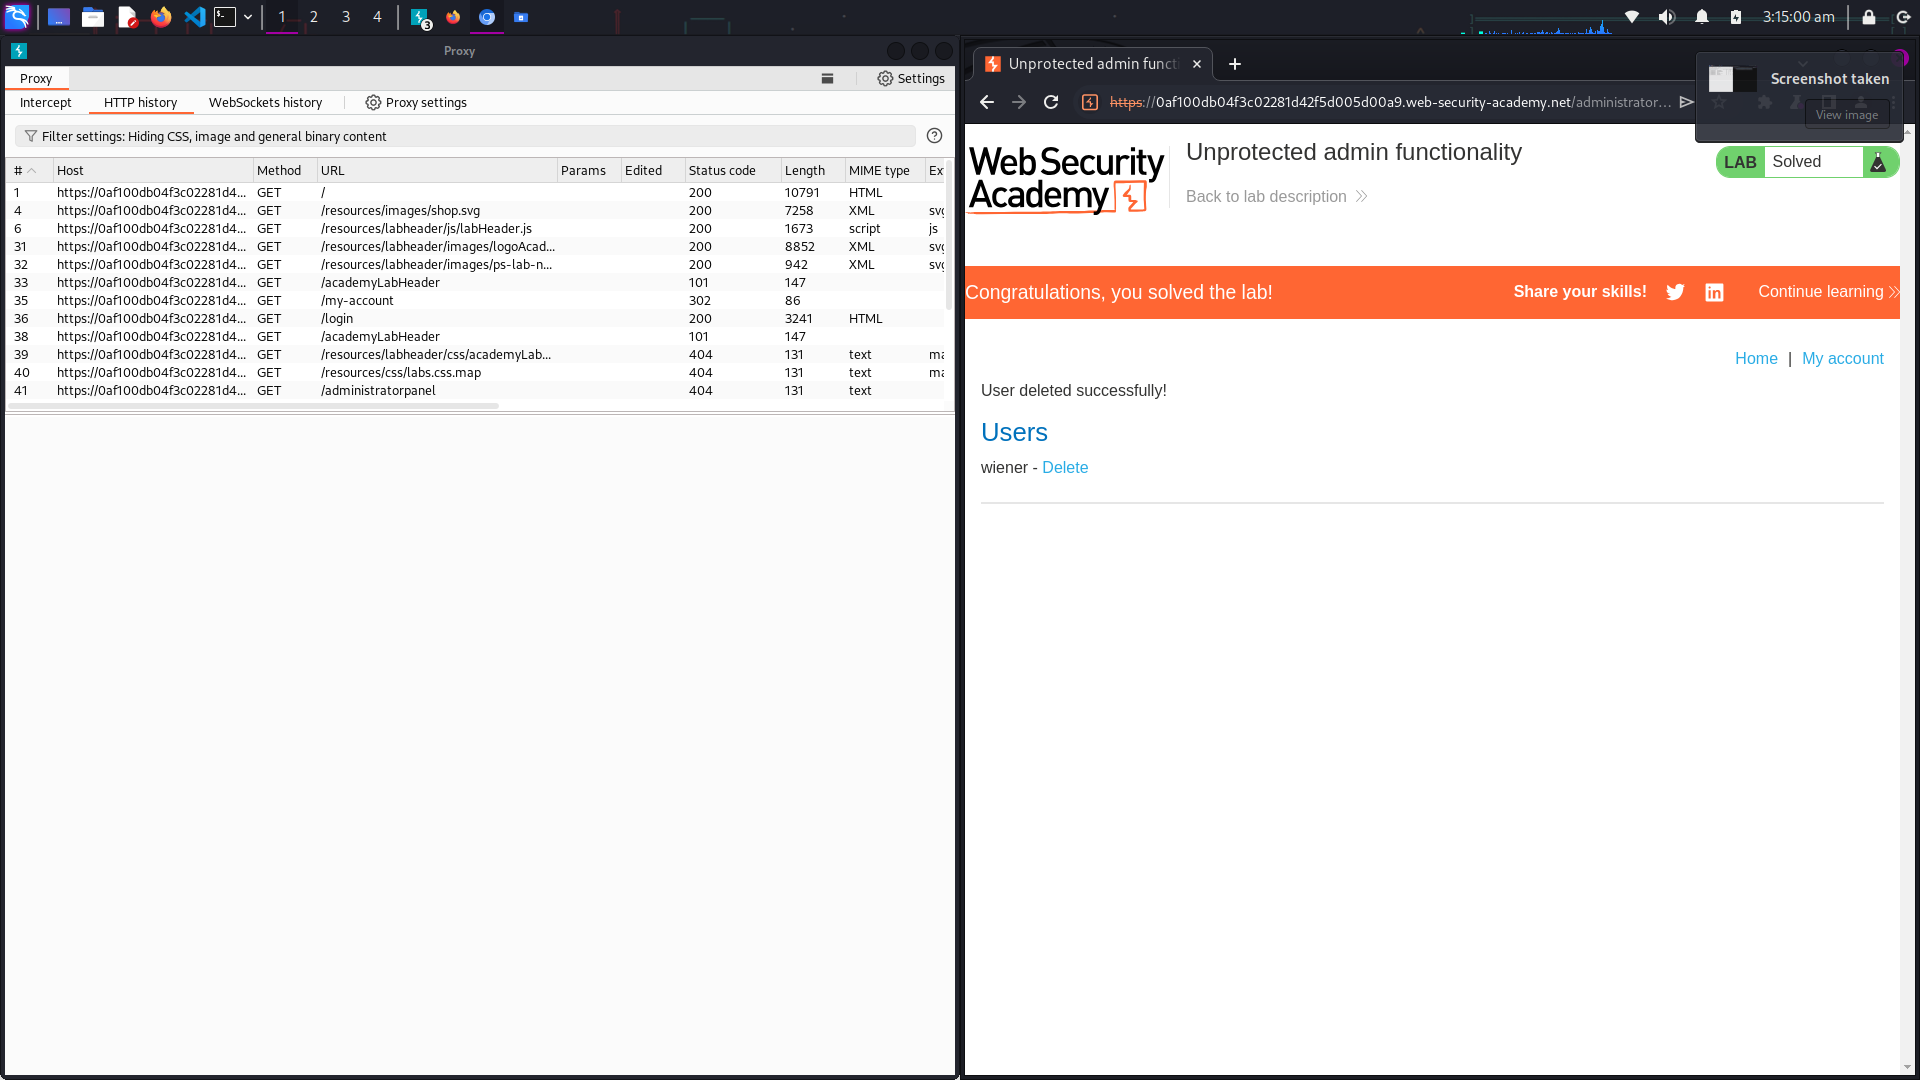 1 2 3 4 3 3:15:00 am
Proxy
Proxy Settings
Intercept HTTP history WebSockets history Proxy settings
Filter settings: Hiding CSS, image and general binary content
# Host Method URL Params Edited Status code Length MIME type Ex
1 https://0af100db04f3c02281d4... GET / 200 10791 HTML
4 https://0af100db04f3c02281d4... GET /resources/images/shop.svg 200 7258 XML svg
6 https://0af100db04f3c02281d4... GET /resources/labheader/js/labHeader.js 200 1673 script js
31 https://0af100db04f3c02281d4... GET /resources/labheader/images/logoAcad... 200 8852 XML svg
32 https://0af100db04f3c02281d4... GET /resources/labheader/images/ps-lab-n... 200 942 XML svg
33 https://0af100db04f3c02281d4... GET /academyLabHeader 101 147
35 https://0af100db04f3c02281d4... GET /my-account 302 86
36 https://0af100db04f3c02281d4... GET /login 200 3241 HTML
38 https://0af100db04f3c02281d4... GET /academyLabHeader 101 147
39 https://0af100db04f3c02281d4... GET /resources/labheader/css/academyLab... 404 131 text ma
40 https://0af100db04f3c02281d4... GET /resources/css/labs.css.map 404 131 text ma
41 https://0af100db04f3c02281d4... GET /administratorpanel 404 131 text
Unprotected admin functi
https://0af100db04f3c02281d42f5d005d00a9.web-security-academy.net/administrator...
Screenshot taken
View image
Web Security
Academy
Unprotected admin functionality
Back to lab description
LAB Solved
Congratulations, you solved the lab!
Share your skills! Continue learning
Home | My account
User deleted successfully!
Users
wiener - Delete